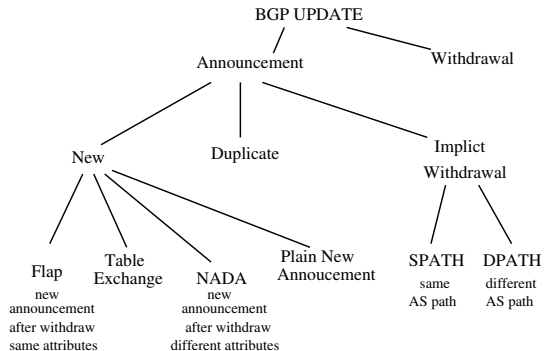 BGP UPDATE
Announcement
Withdrawal
New
Duplicate
Implict
Withdrawal
Flap
new
announcement
after withdraw
same attributes
Table
Exchange
NADA
new
announcement
after withdraw
different attributes
Plain New
Annoucement
SPATH
same
AS path
DPATH
different
AS path